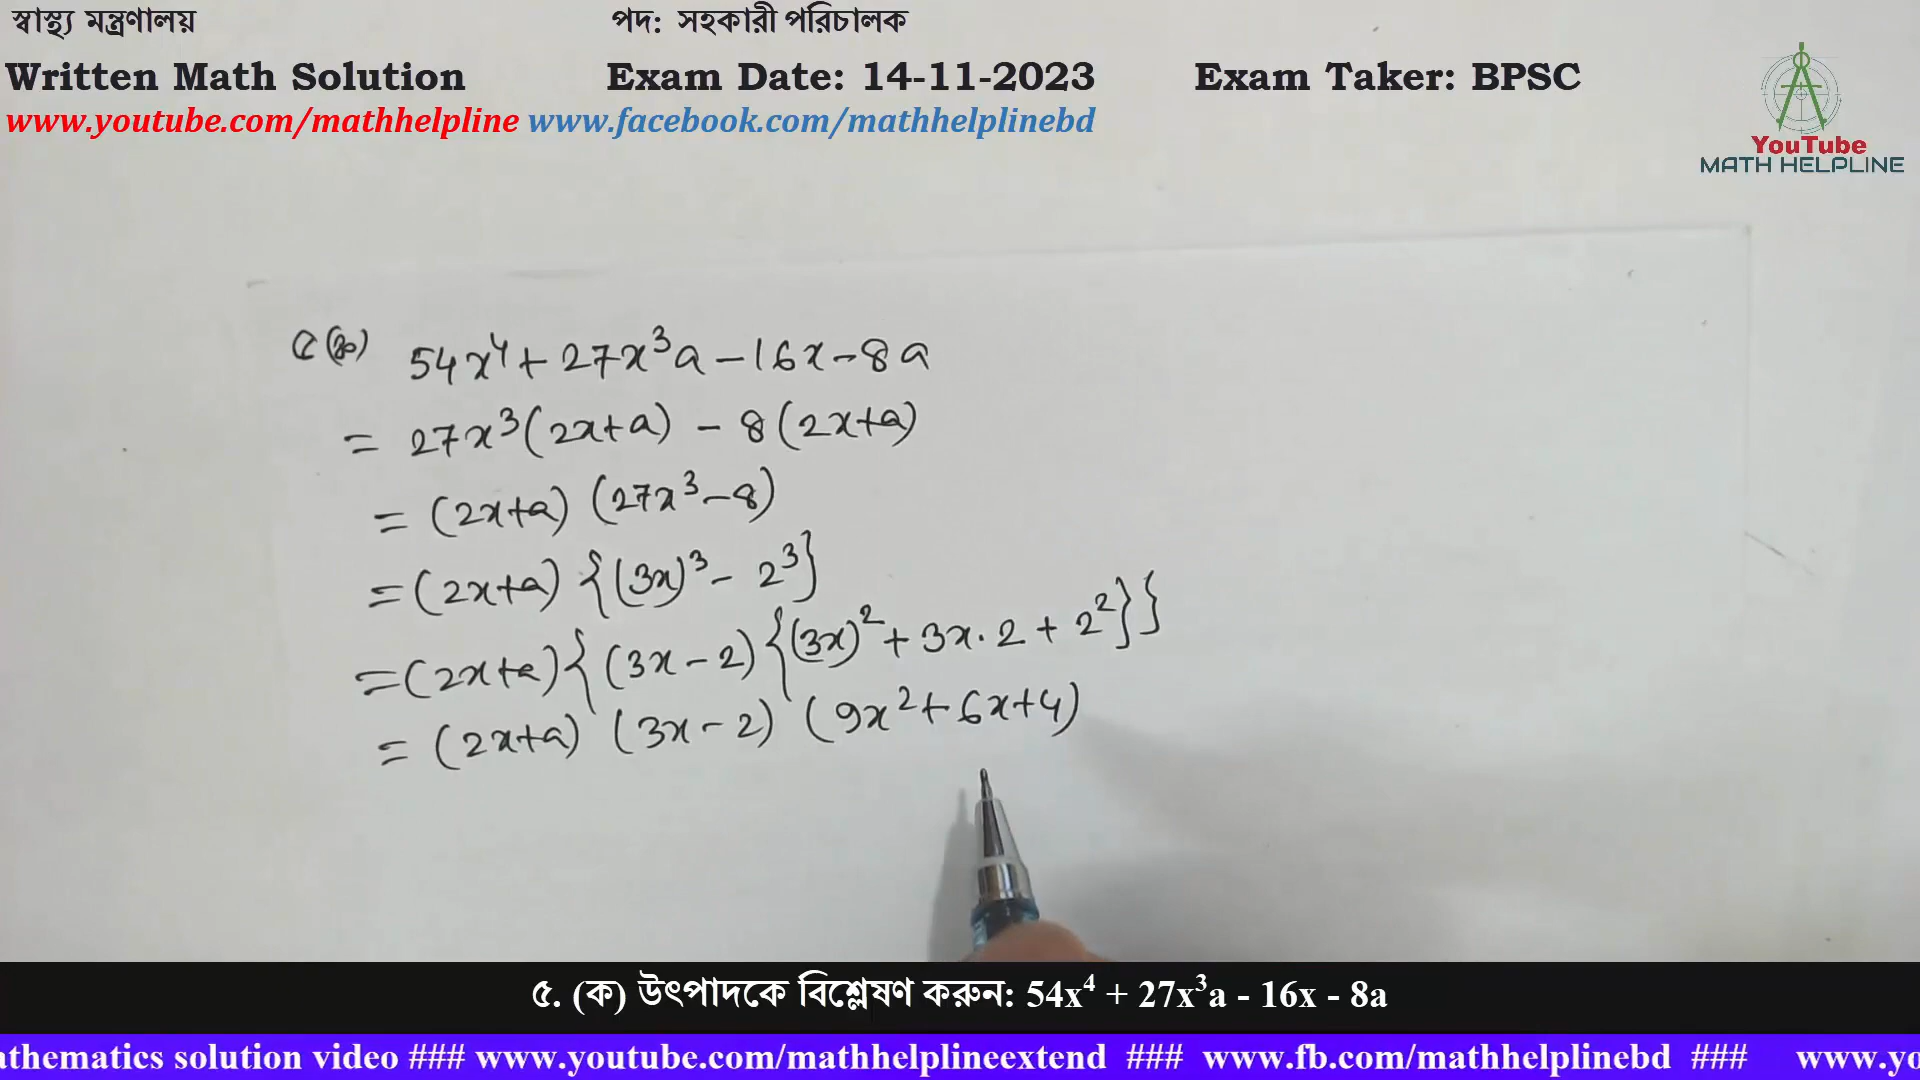 স্বাস্থ্য মন্ত্রণালয় পদ: সহকারী পরিচালক
Written Math Solution Exam Date: 14-11-2023 Exam Taker: BPSC
www.youtube.com/mathhelpline www.facebook.com/mathhelplinebd
YouTube
MATH HELPLINE
৫(ক) 54x⁴ + 27x³a - 16x - 8a
= 27x³(2x+a) - 8(2x+a)
= (2x+a) (27x³-8)
= (2x+a) {(3x)³ - 2³}
= (2x+a) {(3x-2) {(3x)² + 3x·2 + 2²}}
= (2x+a) (3x-2) (9x²+6x+4)
৫. (ক) উৎপাদকে বিশ্লেষণ করুন: 54x⁴ + 27x³a - 16x - 8a
athematics solution video ### www.youtube.com/mathhelplineextend ### www.fb.com/mathhelplinebd ### www.yo